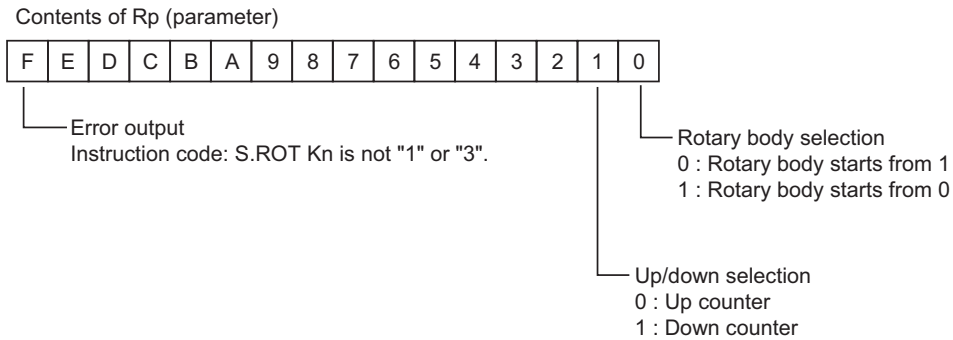 Contents of Rp (parameter)
F E D C B A 9 8 7 6 5 4 3 2 1 0
Error output
Instruction code: S.ROT Kn is not "1" or "3".
Rotary body selection
0 : Rotary body starts from 1
1 : Rotary body starts from 0
Up/down selection
0 : Up counter
1 : Down counter